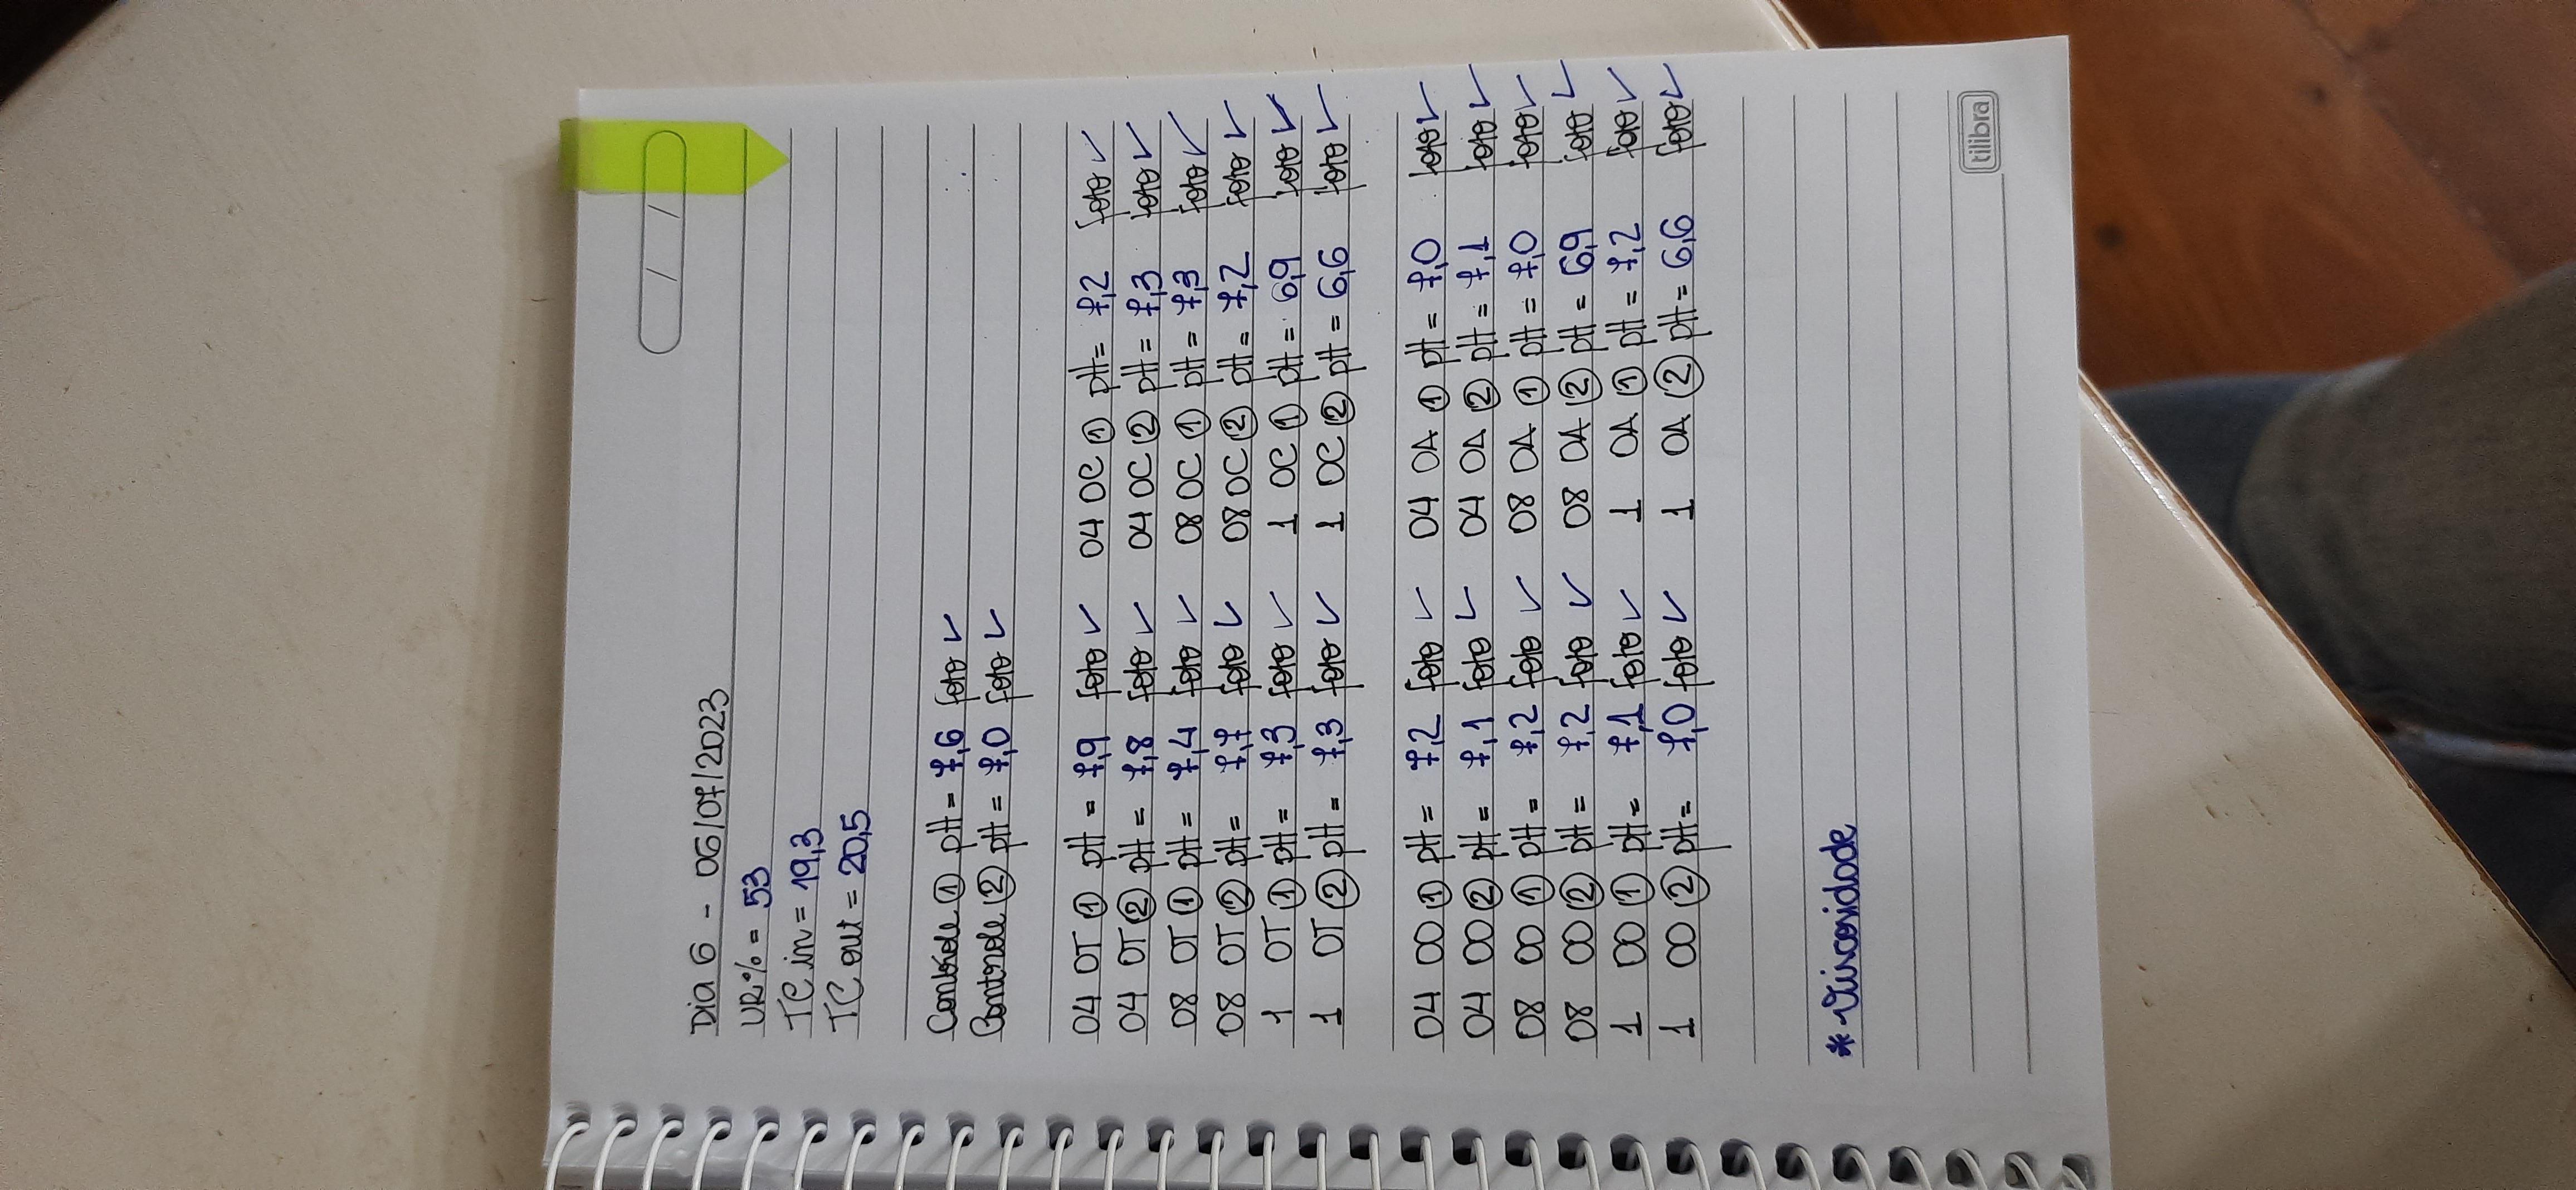 / /
Dia 6 - 06/07/2023
UR% = 53
TC in = 19,3
TC out = 20,5
Controle ① pH = 7,6 foto ✓
Controle ② pH = 7,0 foto ✓
04 OT ① pH = 7,9 foto ✓ 04 OC ① pH = 7,2 foto ✓
04 OT ② pH = 7,8 foto ✓ 04 OC ② pH = 7,3 foto ✓
08 OT ① pH = 7,4 foto ✓ 08 OC ① pH = 7,3 foto ✓
08 OT ② pH = 7,7 foto ✓ 08 OC ② pH = 7,2 foto ✓
1 OT ① pH = 7,3 foto ✓ 1 OC ① pH = 6,9 foto ✓
1 OT ② pH = 7,3 foto ✓ 1 OC ② pH = 6,6 foto ✓
04 OO ① pH = 7,2 foto ✓ 04 OA ① pH = 7,0 foto ✓
04 OO ② pH = 7,1 foto ✓ 04 OA ② pH = 7,1 foto ✓
08 OO ① pH = 7,2 foto ✓ 08 OA ① pH = 7,0 foto ✓
08 OO ② pH = 7,2 foto ✓ 08 OA ② pH = 6,9 foto ✓
1 OO ① pH = 7,1 foto ✓ 1 OA ① pH = 7,2 foto ✓
1 OO ② pH = 7,0 foto ✓ 1 OA ② pH = 6,6 foto ✓
* Viscosidade
tilibra